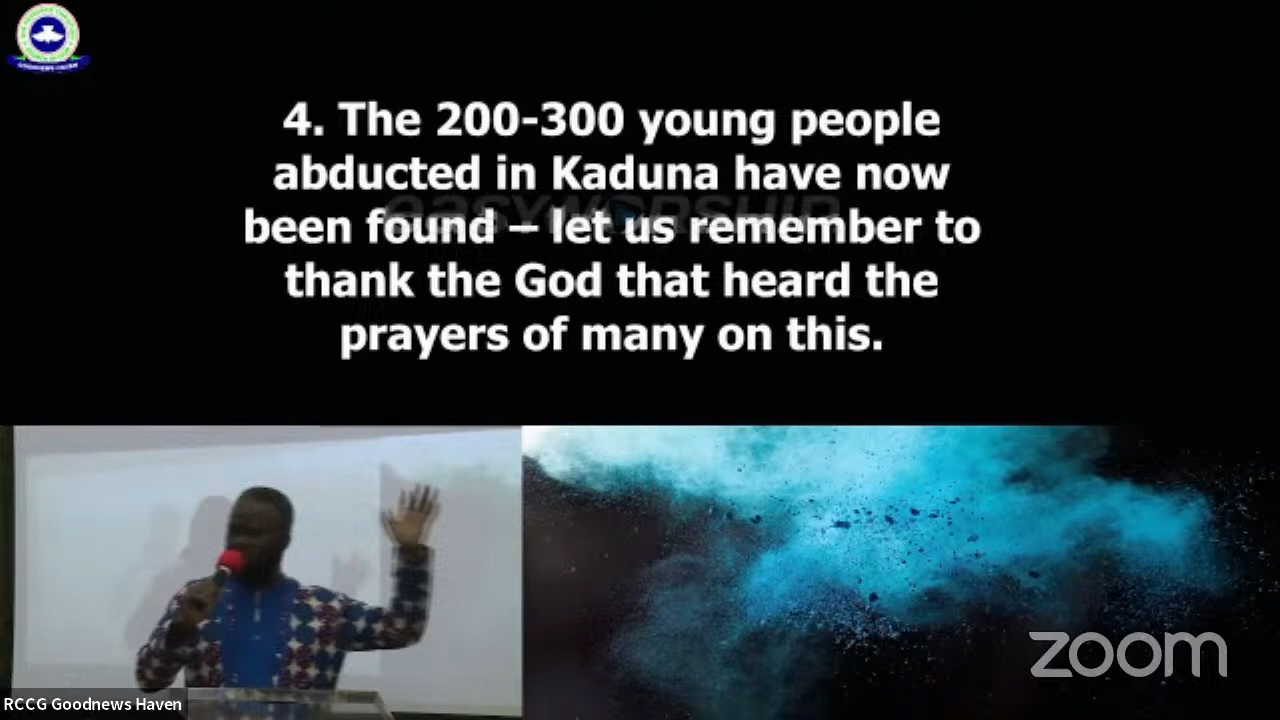 4. The 200-300 young people
abducted in Kaduna have now
been found – let us remember to
thank the God that heard the
prayers of many on this.
easyworship
zoom
RCCG Goodnews Haven